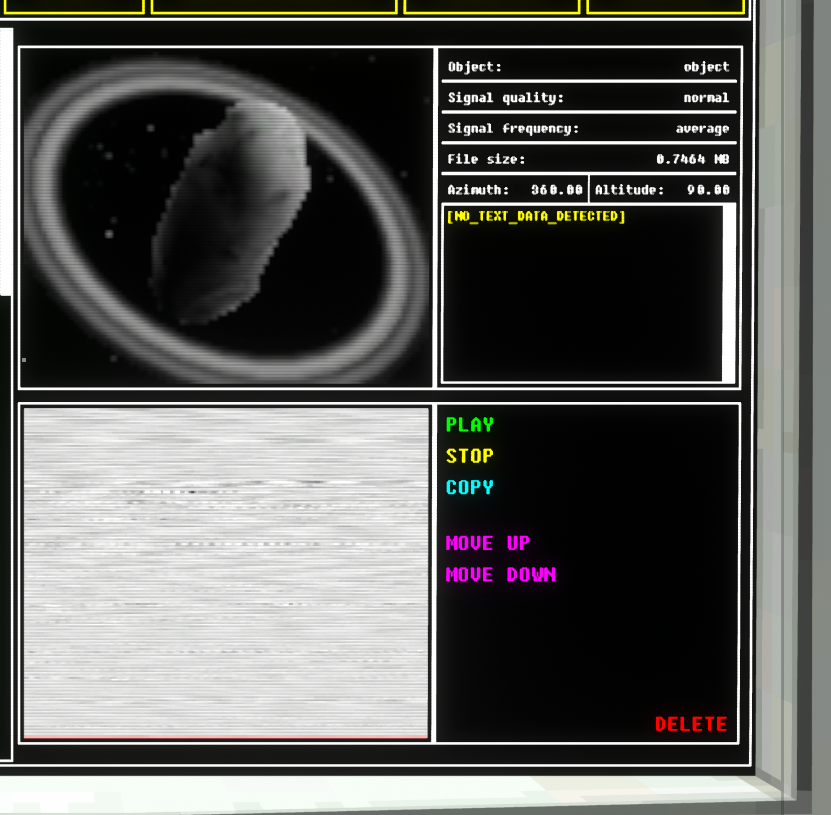 Object: object
Signal quality: normal
Signal frequency: average
File size: 0.7464 MB
Azimuth: 360.00 Altitude: 90.00
[NO_TEXT_DATA_DETECTED]
PLAY
STOP
COPY
MOVE UP
MOVE DOWN
DELETE